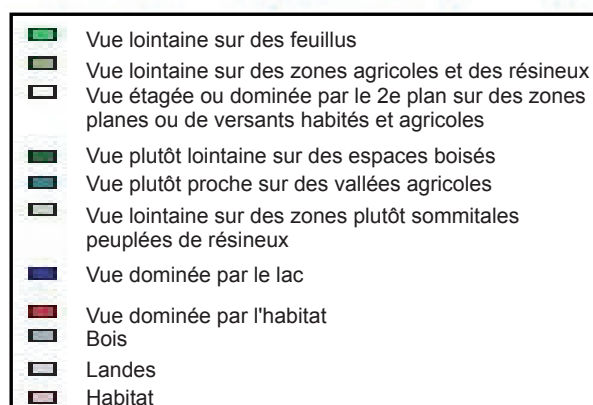 Vue lointaine sur des feuillus
Vue lointaine sur des zones agricoles et des résineux
Vue étagée ou dominée par le 2e plan sur des zones
planes ou de versants habités et agricoles
Vue plutôt lointaine sur des espaces boisés
Vue plutôt proche sur des vallées agricoles
Vue lointaine sur des zones plutôt sommitales
peuplées de résineux
Vue dominée par le lac
Vue dominée par l'habitat
Bois
Landes
Habitat